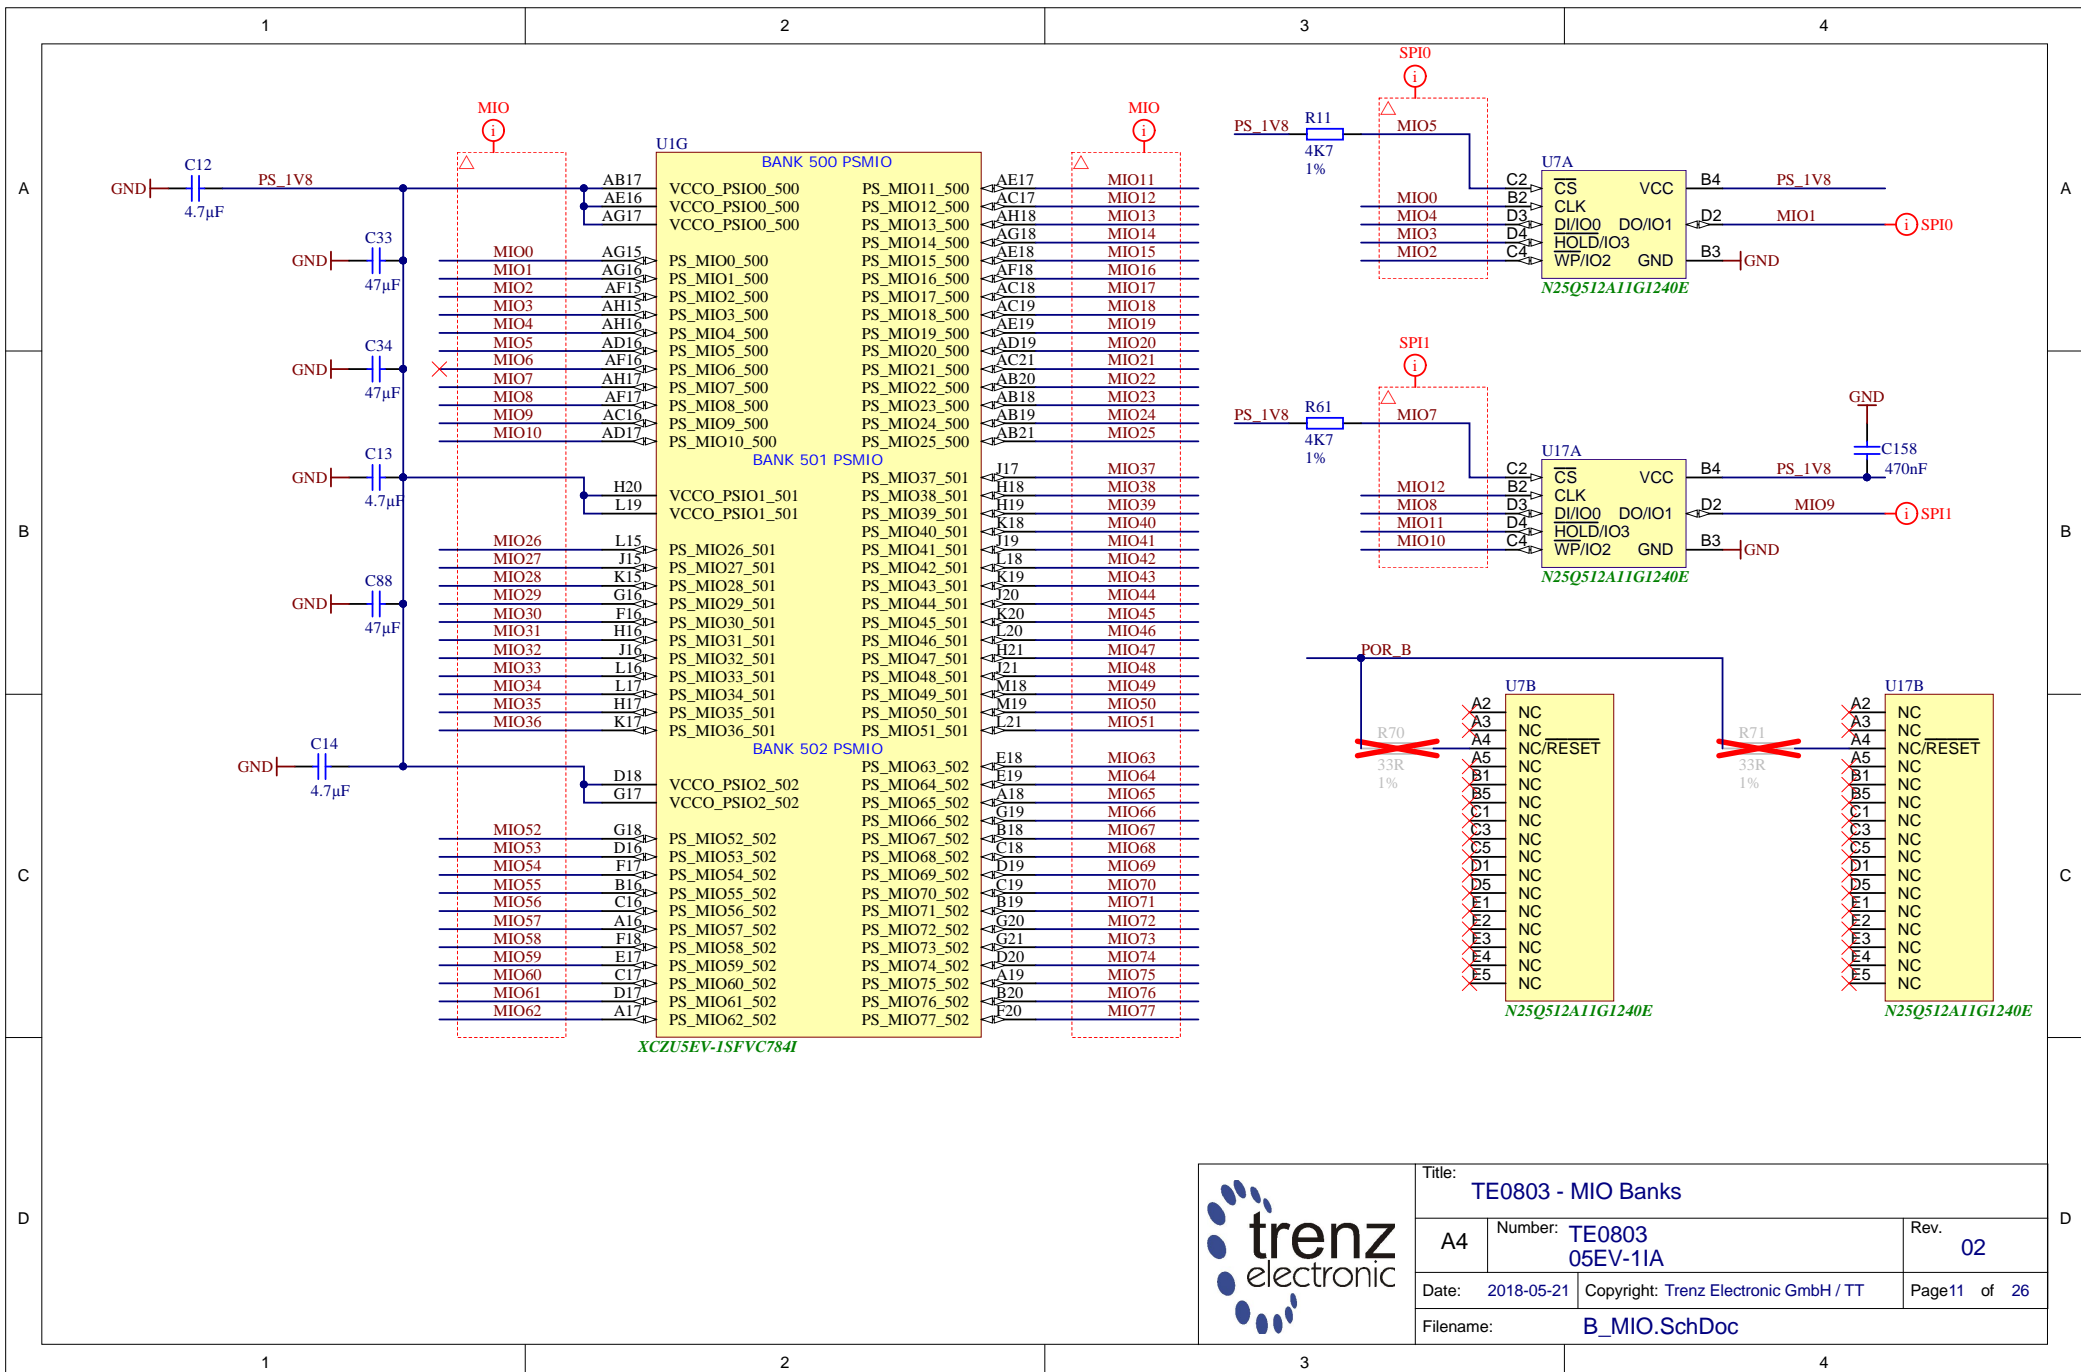 1 2 3 4
A A
B B
C C
D D
1 2 3 4
MIO
MIO
U1G
BANK 500 PSMIO
C12
GND
4.7µF
PS_1V8
C33
GND
47µF
C34
GND
47µF
C13
GND
4.7µF
C88
GND
47µF
C14
GND
4.7µF
AB17 VCCO_PSIO0_500
AE16 VCCO_PSIO0_500
AG17 VCCO_PSIO0_500
MIO0 AG15 PS_MIO0_500
MIO1 AG16 PS_MIO1_500
MIO2 AF15 PS_MIO2_500
MIO3 AH15 PS_MIO3_500
MIO4 AH16 PS_MIO4_500
MIO5 AD16 PS_MIO5_500
MIO6 AF16 PS_MIO6_500
MIO7 AH17 PS_MIO7_500
MIO8 AF17 PS_MIO8_500
MIO9 AC16 PS_MIO9_500
MIO10 AD17 PS_MIO10_500
PS_MIO11_500 AE17 MIO11
PS_MIO12_500 AC17 MIO12
PS_MIO13_500 AH18 MIO13
PS_MIO14_500 AG18 MIO14
PS_MIO15_500 AE18 MIO15
PS_MIO16_500 AF18 MIO16
PS_MIO17_500 AC18 MIO17
PS_MIO18_500 AC19 MIO18
PS_MIO19_500 AE19 MIO19
PS_MIO20_500 AD19 MIO20
PS_MIO21_500 AC21 MIO21
PS_MIO22_500 AB20 MIO22
PS_MIO23_500 AB18 MIO23
PS_MIO24_500 AB19 MIO24
PS_MIO25_500 AB21 MIO25
BANK 501 PSMIO
H20 VCCO_PSIO1_501
L19 VCCO_PSIO1_501
MIO26 L15 PS_MIO26_501
MIO27 J15 PS_MIO27_501
MIO28 K15 PS_MIO28_501
MIO29 G16 PS_MIO29_501
MIO30 F16 PS_MIO30_501
MIO31 H16 PS_MIO31_501
MIO32 J16 PS_MIO32_501
MIO33 L16 PS_MIO33_501
MIO34 L17 PS_MIO34_501
MIO35 H17 PS_MIO35_501
MIO36 K17 PS_MIO36_501
PS_MIO37_501 J17 MIO37
PS_MIO38_501 H18 MIO38
PS_MIO39_501 H19 MIO39
PS_MIO40_501 K18 MIO40
PS_MIO41_501 J19 MIO41
PS_MIO42_501 L18 MIO42
PS_MIO43_501 K19 MIO43
PS_MIO44_501 J20 MIO44
PS_MIO45_501 K20 MIO45
PS_MIO46_501 L20 MIO46
PS_MIO47_501 H21 MIO47
PS_MIO48_501 J21 MIO48
PS_MIO49_501 M18 MIO49
PS_MIO50_501 M19 MIO50
PS_MIO51_501 L21 MIO51
BANK 502 PSMIO
D18 VCCO_PSIO2_502
G17 VCCO_PSIO2_502
MIO52 G18 PS_MIO52_502
MIO53 D16 PS_MIO53_502
MIO54 F17 PS_MIO54_502
MIO55 B16 PS_MIO55_502
MIO56 C16 PS_MIO56_502
MIO57 A16 PS_MIO57_502
MIO58 F18 PS_MIO58_502
MIO59 E17 PS_MIO59_502
MIO60 C17 PS_MIO60_502
MIO61 D17 PS_MIO61_502
MIO62 A17 PS_MIO62_502
PS_MIO63_502 E18 MIO63
PS_MIO64_502 E19 MIO64
PS_MIO65_502 A18 MIO65
PS_MIO66_502 G19 MIO66
PS_MIO67_502 B18 MIO67
PS_MIO68_502 C18 MIO68
PS_MIO69_502 D19 MIO69
PS_MIO70_502 C19 MIO70
PS_MIO71_502 B19 MIO71
PS_MIO72_502 G20 MIO72
PS_MIO73_502 G21 MIO73
PS_MIO74_502 D20 MIO74
PS_MIO75_502 A19 MIO75
PS_MIO76_502 B20 MIO76
PS_MIO77_502 F20 MIO77
XCZU5EV-1SFVC784I
SPI0
PS_1V8 R11 MIO5
4K7
1%
U7A
C2 CS VCC B4 PS_1V8
MIO0 B2 CLK
MIO4 D3 DI/IO0 DO/IO1 D2 MIO1 SPI0
MIO3 D4 HOLD/IO3
MIO2 C4 WP/IO2 GND B3 GND
N25Q512A11G1240E
SPI1
PS_1V8 R61 MIO7
4K7
1%
GND
C158
470nF
U17A
C2 CS VCC B4 PS_1V8
MIO12 B2 CLK
MIO8 D3 DI/IO0 DO/IO1 D2 MIO9 SPI1
MIO11 D4 HOLD/IO3
MIO10 C4 WP/IO2 GND B3 GND
N25Q512A11G1240E
POR_B
R70
33R
1%
U7B
A2 NC
A3 NC
A4 NC/RESET
A5 NC
B1 NC
B5 NC
C1 NC
C3 NC
C5 NC
D1 NC
D5 NC
E1 NC
E2 NC
E3 NC
E4 NC
E5 NC
N25Q512A11G1240E
R71
33R
1%
U17B
A2 NC
A3 NC
A4 NC/RESET
A5 NC
B1 NC
B5 NC
C1 NC
C3 NC
C5 NC
D1 NC
D5 NC
E1 NC
E2 NC
E3 NC
E4 NC
E5 NC
N25Q512A11G1240E
trenz
electronic
Title:
TE0803 - MIO Banks
A4 Number: TE0803
05EV-1IA
Rev.
02
Date: 2018-05-21 Copyright: Trenz Electronic GmbH / TT Page11 of 26
Filename: B_MIO.SchDoc